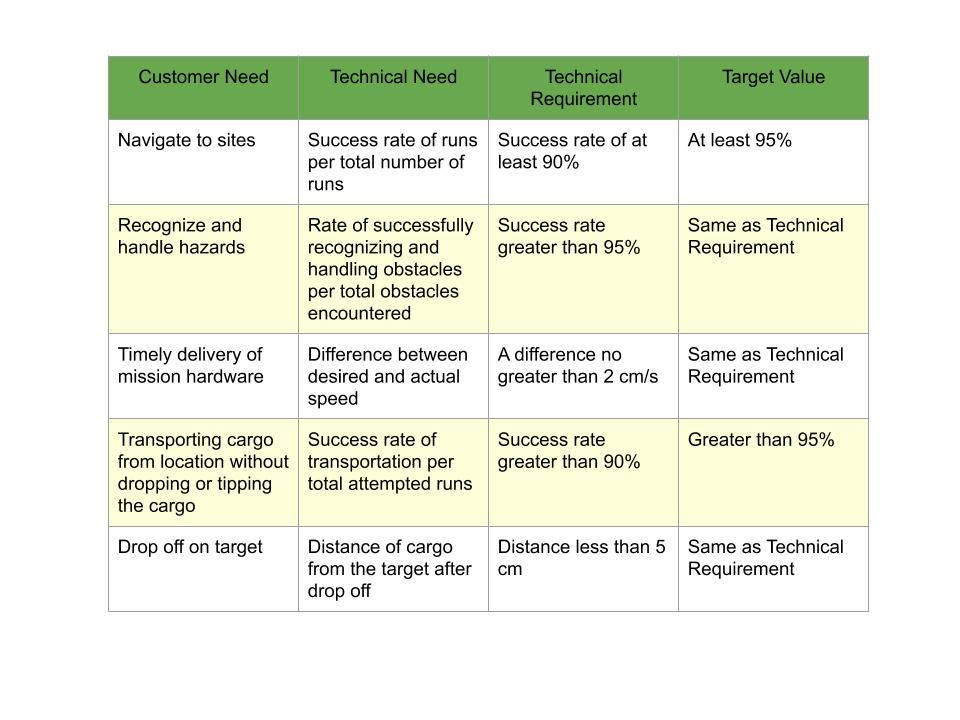 Customer Need
Technical Need
Technical
Requirement
Target Value
Navigate to sites
Success rate of runs
per total number of
runs
Success rate of at
least 90%
At least 95%
Recognize and
handle hazards
Rate of successfully
recognizing and
handling obstacles
per total obstacles
encountered
Success rate
greater than 95%
Same as Technical
Requirement
Timely delivery of
mission hardware
Difference between
desired and actual
speed
A difference no
greater than 2 cm/s
Same as Technical
Requirement
Transporting cargo
from location without
dropping or tipping
the cargo
Success rate of
transportation per
total attempted runs
Success rate
greater than 90%
Greater than 95%
Drop off on target
Distance of cargo
from the target after
drop off
Distance less than 5
cm
Same as Technical
Requirement